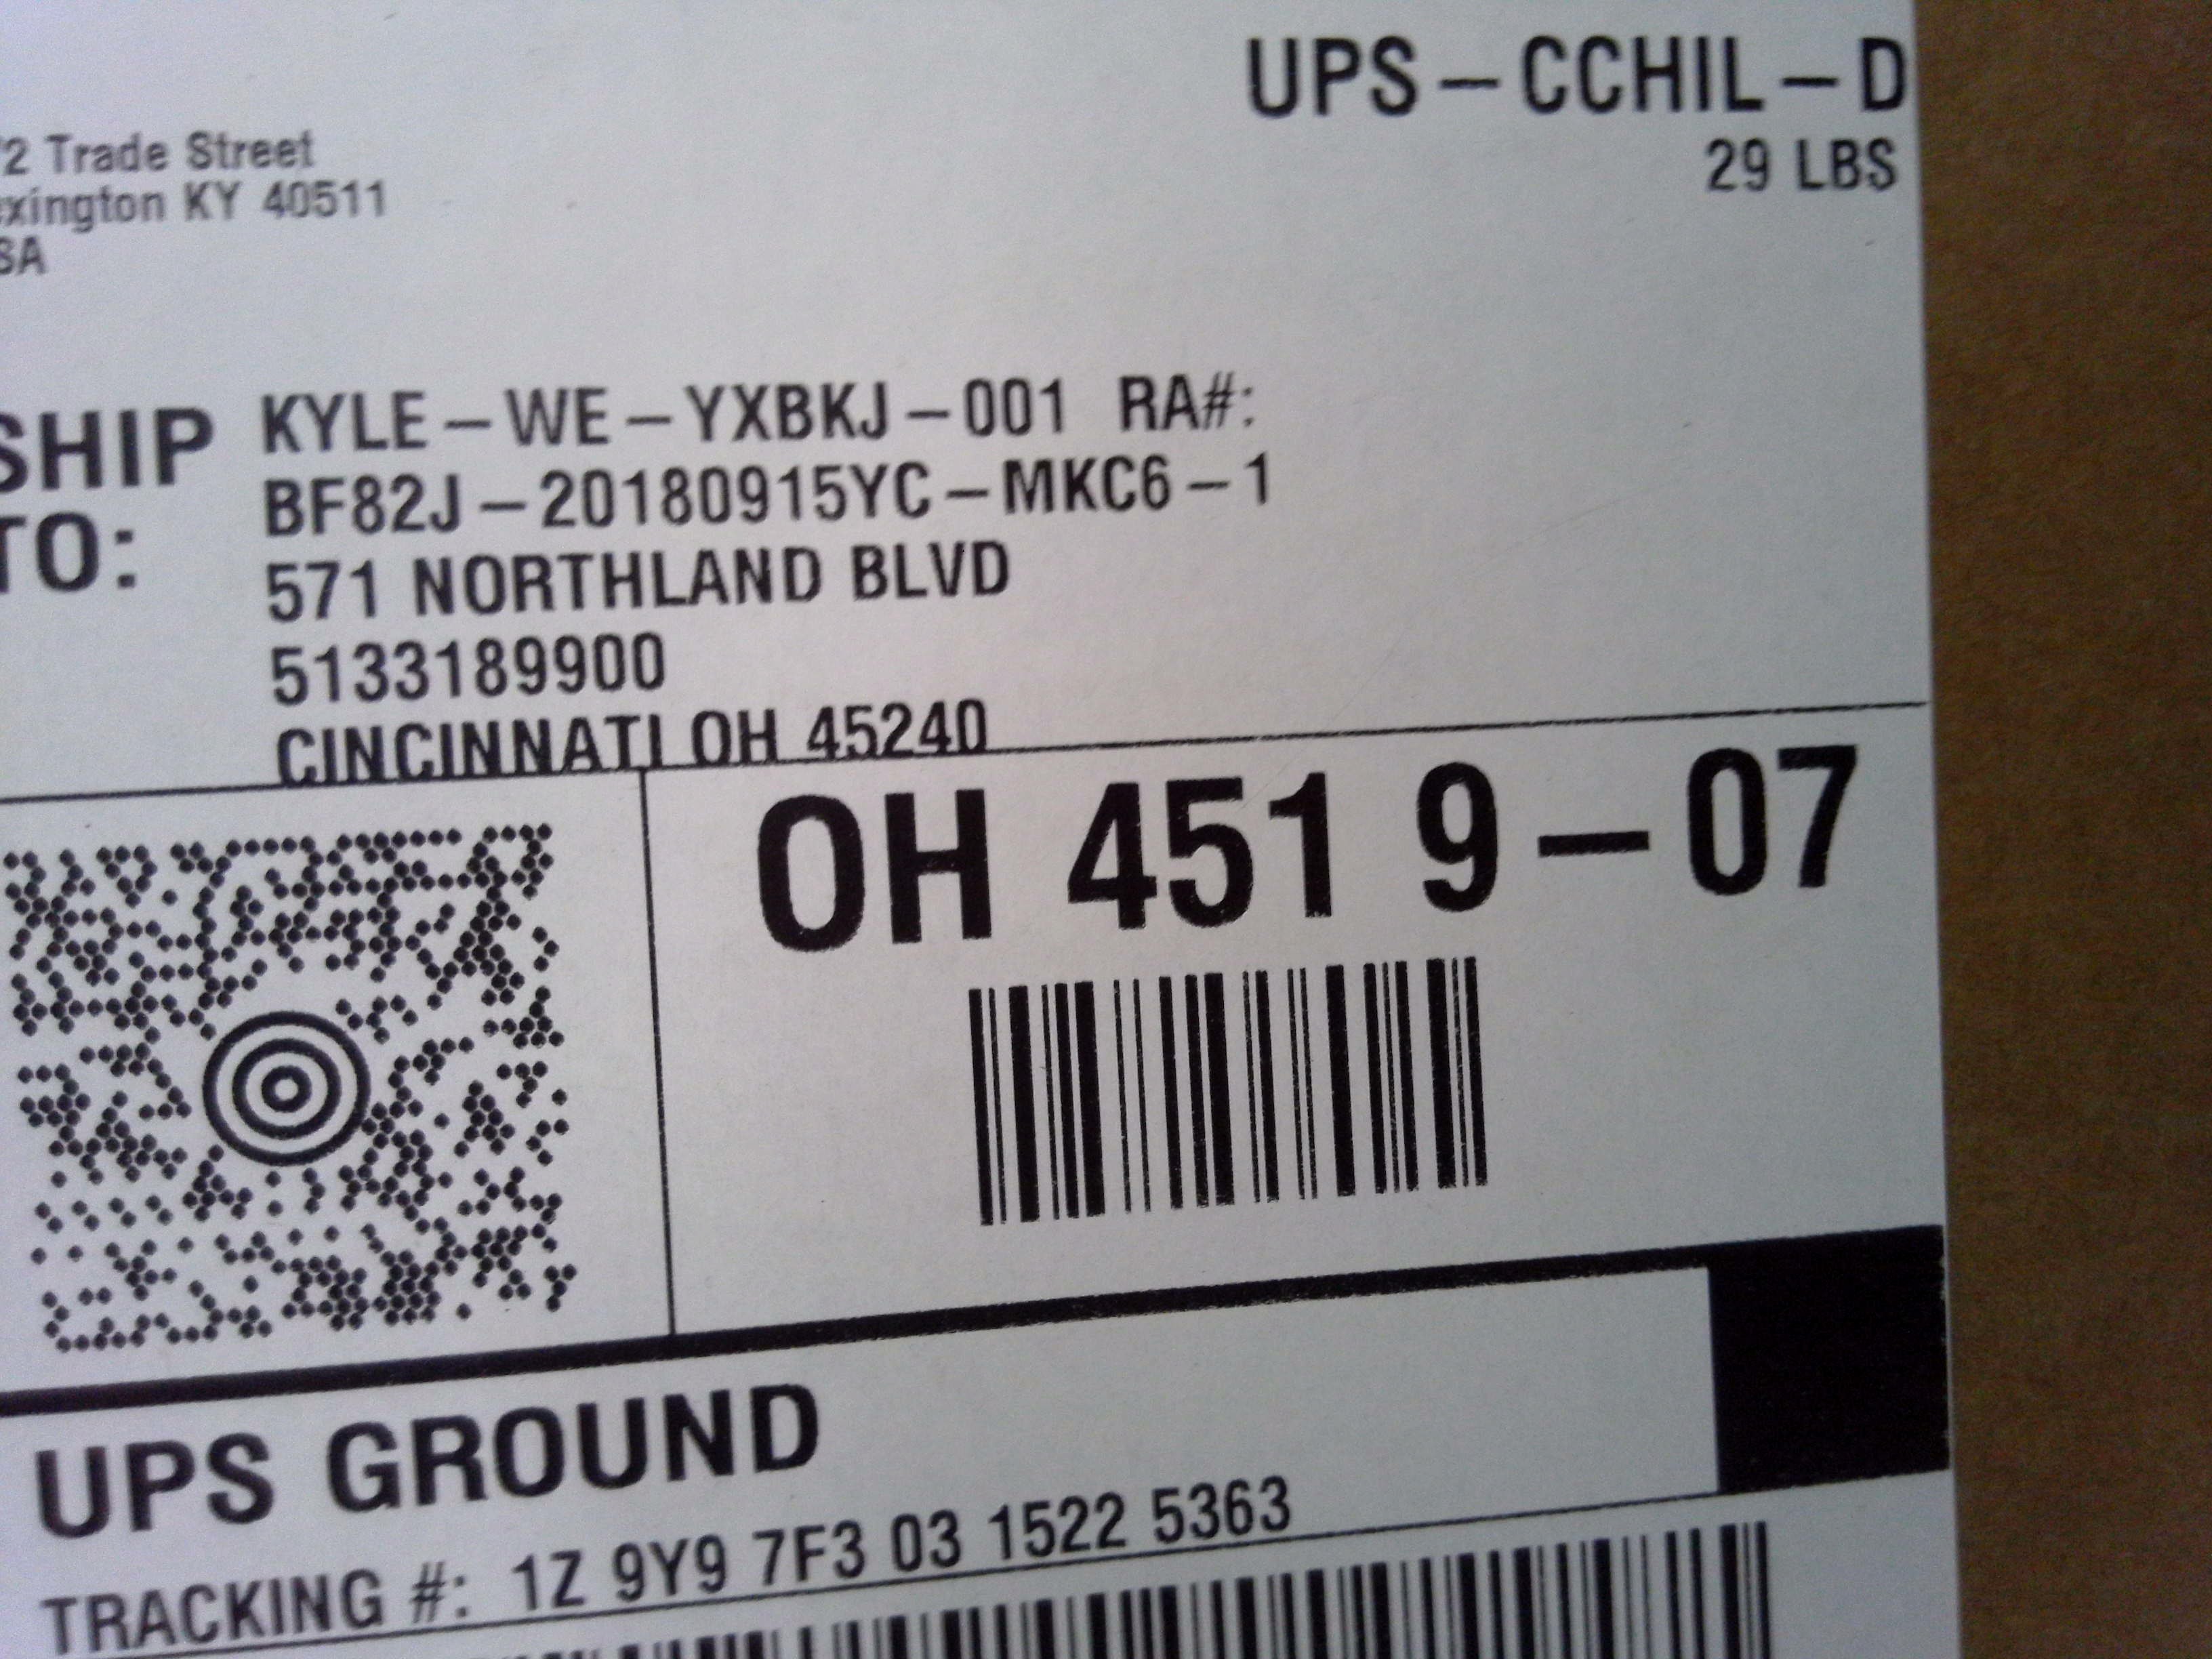 UPS – CCHIL – D
29 LBS
2 Trade Street
xington KY 40511
SA
SHIP TO:
KYLE – WE – YXBKJ – 001 RA#:
BF82J – 20180915YC – MKC6 – 1
571 NORTHLAND BLVD
5133189900
CINCINNATI OH 45240
OH 451 9 – 07
UPS GROUND
TRACKING #: 1Z 9Y9 7F3 03 1522 5363